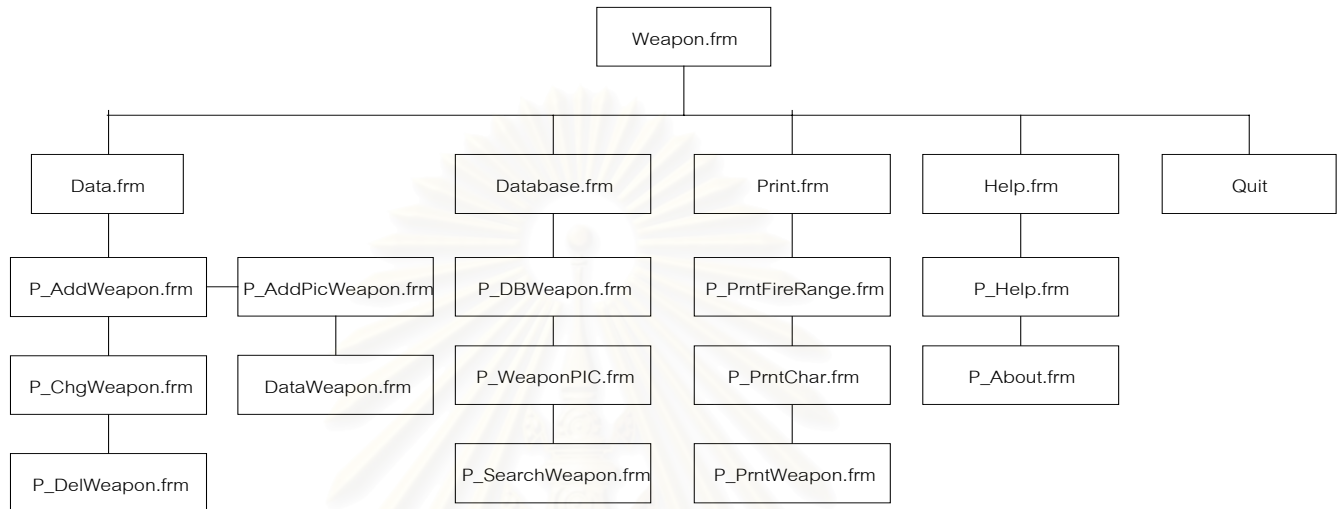 Weapon.frm
Data.frm
Database.frm
Print.frm
Help.frm
Quit
P_AddWeapon.frm
P_AddPicWeapon.frm
P_DBWeapon.frm
P_PrntFireRange.frm
P_Help.frm
P_ChgWeapon.frm
DataWeapon.frm
P_WeaponPIC.frm
P_PrntChar.frm
P_About.frm
P_DelWeapon.frm
P_SearchWeapon.frm
P_PrntWeapon.frm